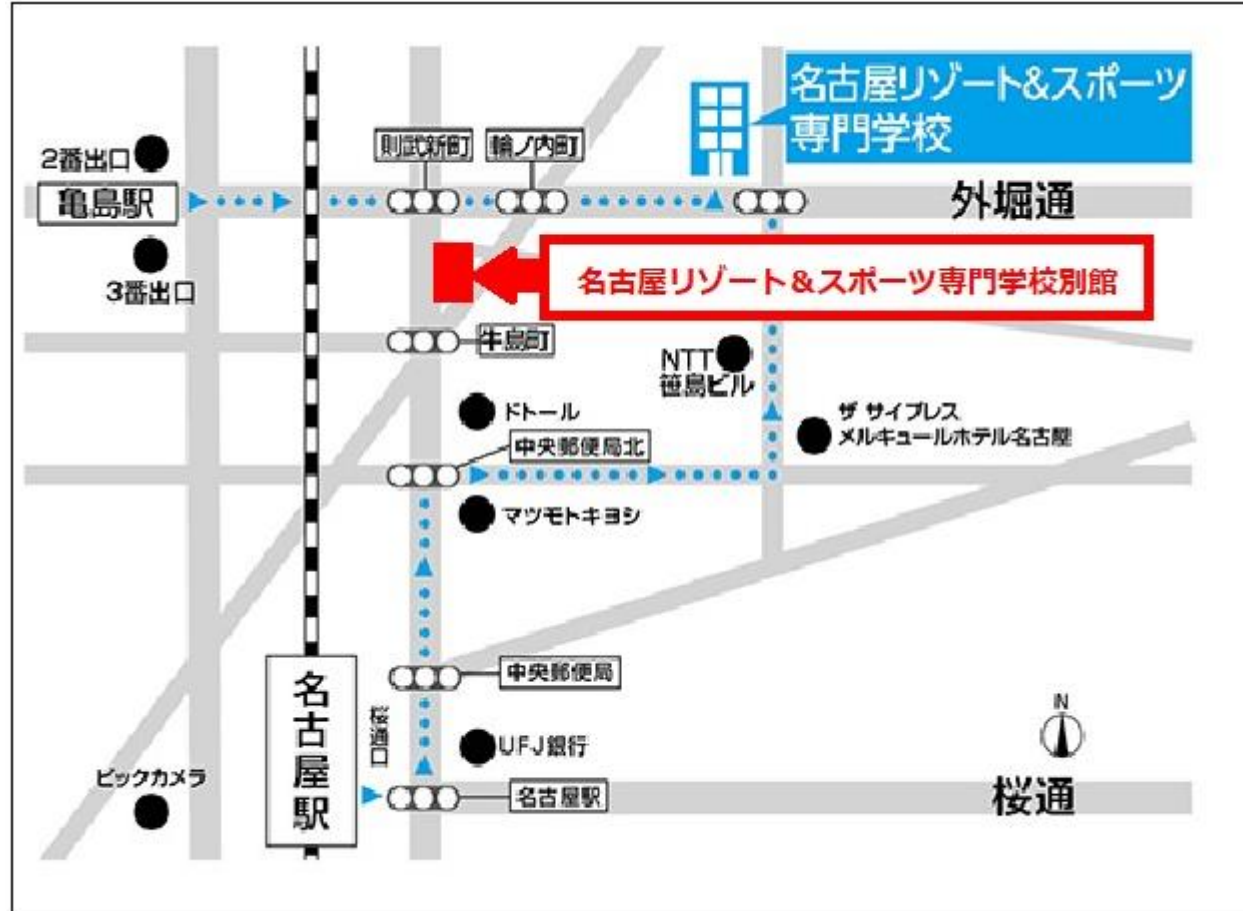 名古屋リゾート&スポーツ
専門学校
則武新町
輪ノ内町
2番出口
亀島駅
外堀通
3番出口
名古屋リゾート＆スポーツ専門学校別館
牛島町
NTT
笹島ビル
ドトール
ザ サイプレス
メルキュールホテル名古屋
中央郵便局北
マツモトキヨシ
中央郵便局
名古屋駅
桜通口
UFJ銀行
N
ビックカメラ
名古屋駅
桜通